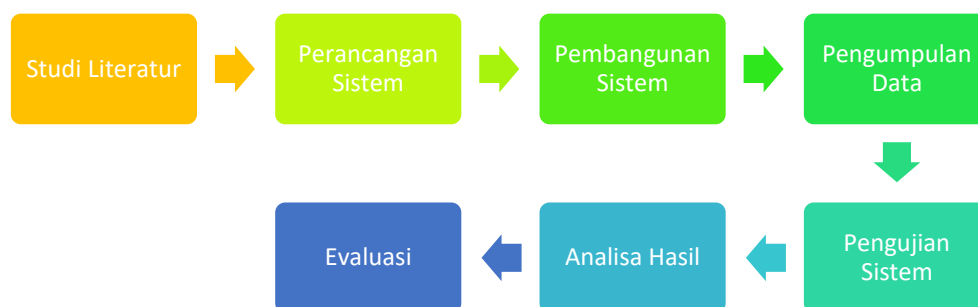 Studi Literatur
Perancangan
Sistem
Pembangunan
Sistem
Pengumpulan
Data
Pengujian
Sistem
Analisa Hasil
Evaluasi